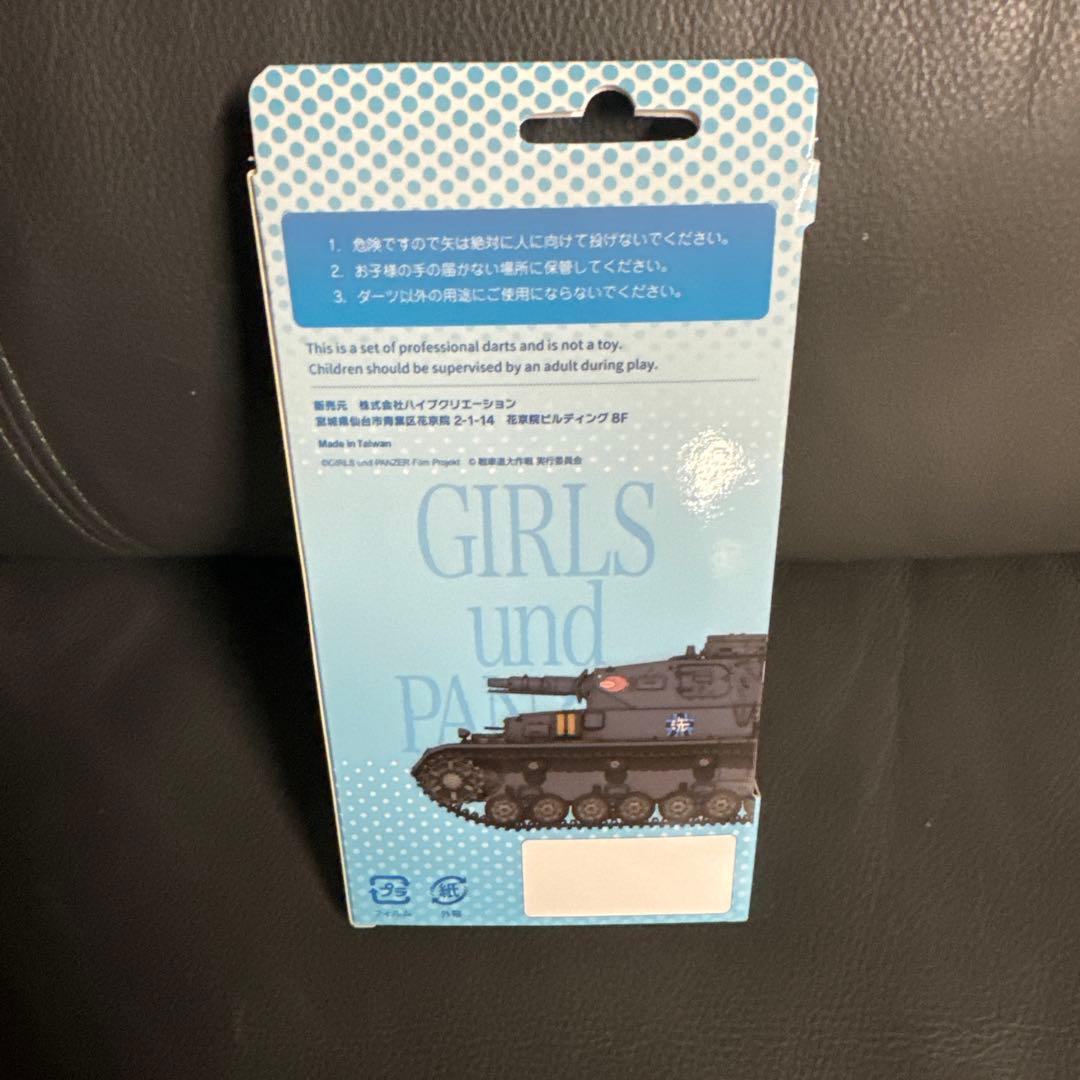 1. 危険ですので矢は絶対に人に向けて投げないでください。
2. お子様の手の届かない場所に保管してください。
3. ダーツ以外の用途にご使用にならないでください。
This is a set of professional darts and is not a toy.
Children should be supervised by an adult during play.
販売元 株式会社ハイブクリエーション
宮城県仙台市青葉区花京院 2-1-14 花京院ビルディング 8F
Made in Taiwan
©GIRLS und PANZER Film Projekt © 戦車道大作戦 実行委員会
GIRLS
und
PAN
洗
プラ
フィルム
紙
外箱